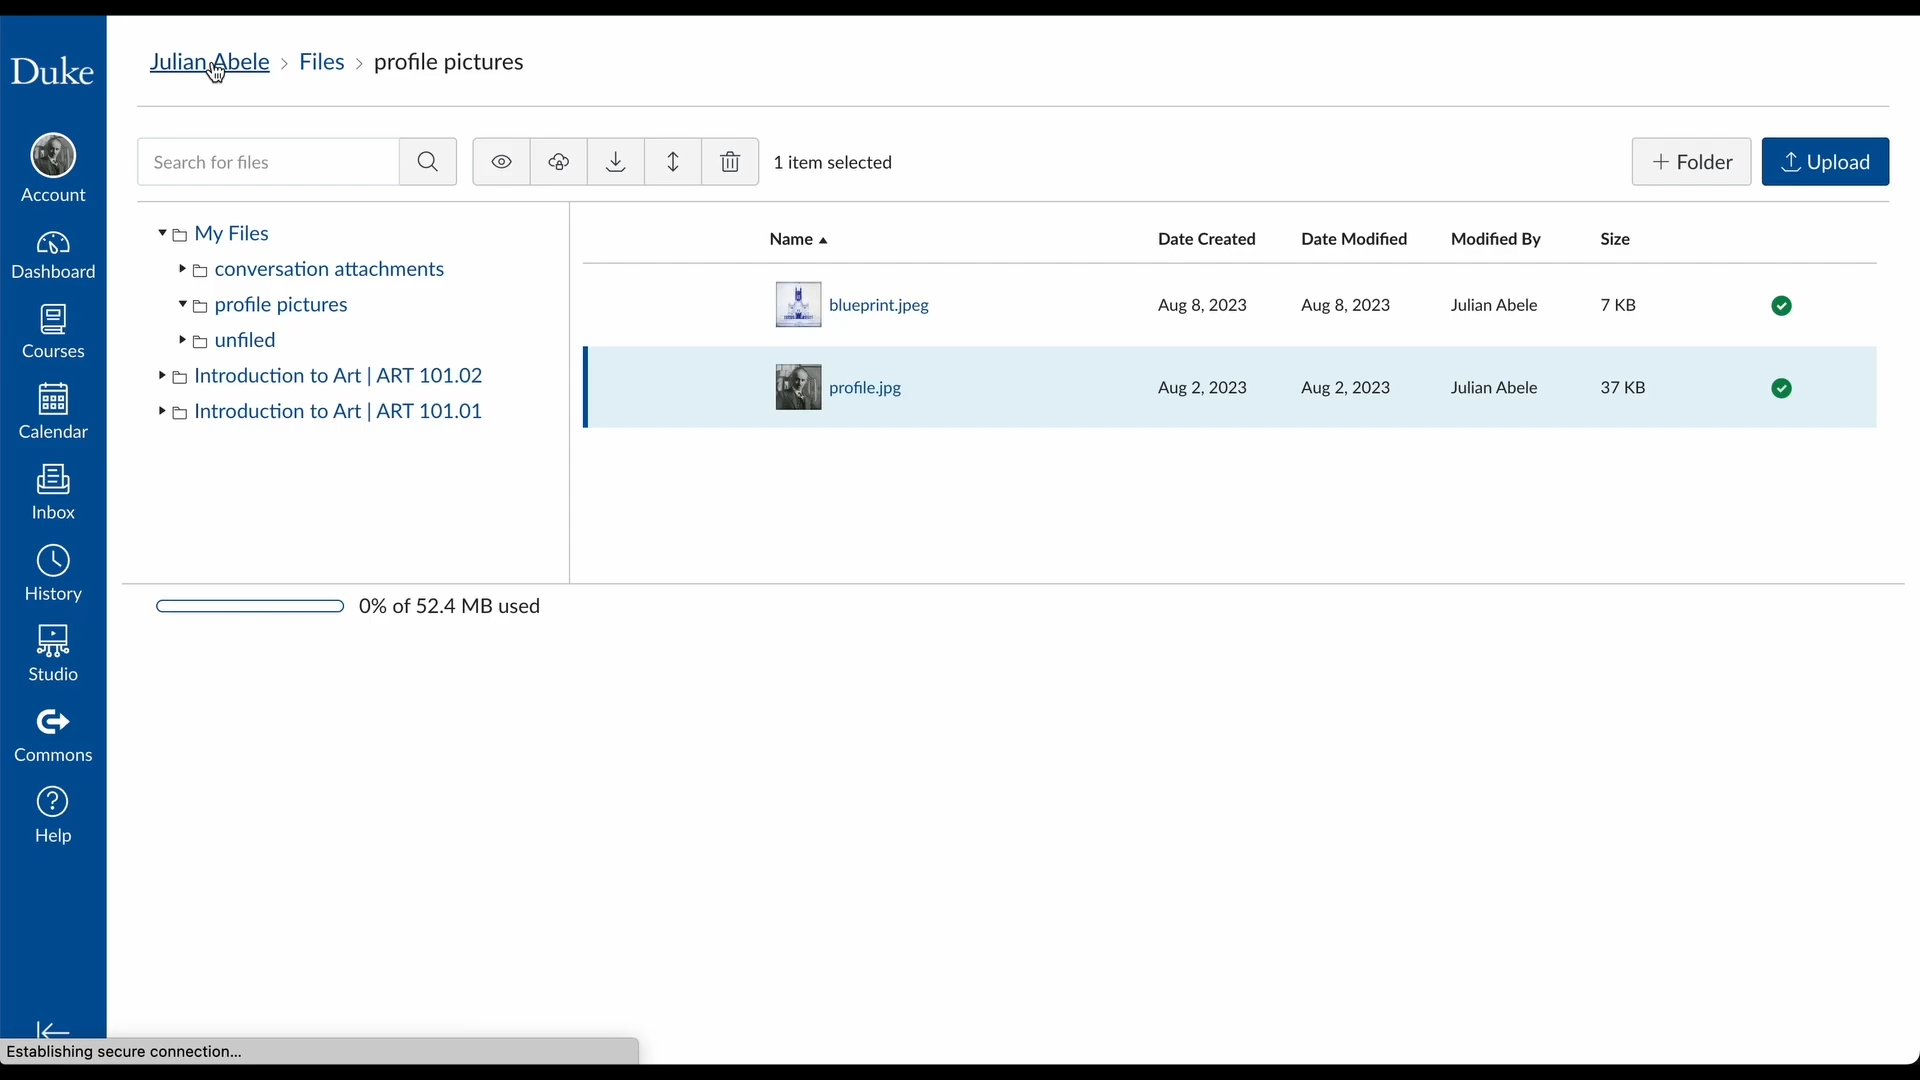 Duke
Julian Abele > Files > profile pictures
Search for files
1 item selected
+ Folder
Upload
Account
Dashboard
Courses
Calendar
Inbox
History
Studio
Commons
Help
My Files
conversation attachments
profile pictures
unfiled
Introduction to Art | ART 101.02
Introduction to Art | ART 101.01
Name Date Created Date Modified Modified By Size
blueprint.jpeg Aug 8, 2023 Aug 8, 2023 Julian Abele 7 KB
profile.jpg Aug 2, 2023 Aug 2, 2023 Julian Abele 37 KB
0% of 52.4 MB used
Establishing secure connection...